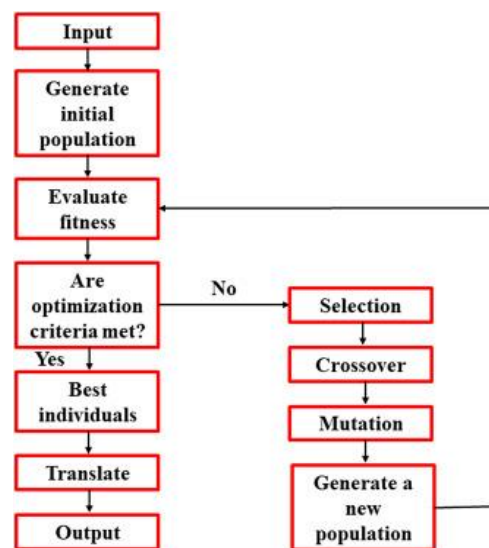 Input
Generate
initial
population
Evaluate
fitness
Are
optimization
criteria met?
No
Yes
Best
individuals
Translate
Output
Selection
Crossover
Mutation
Generate a
new
population